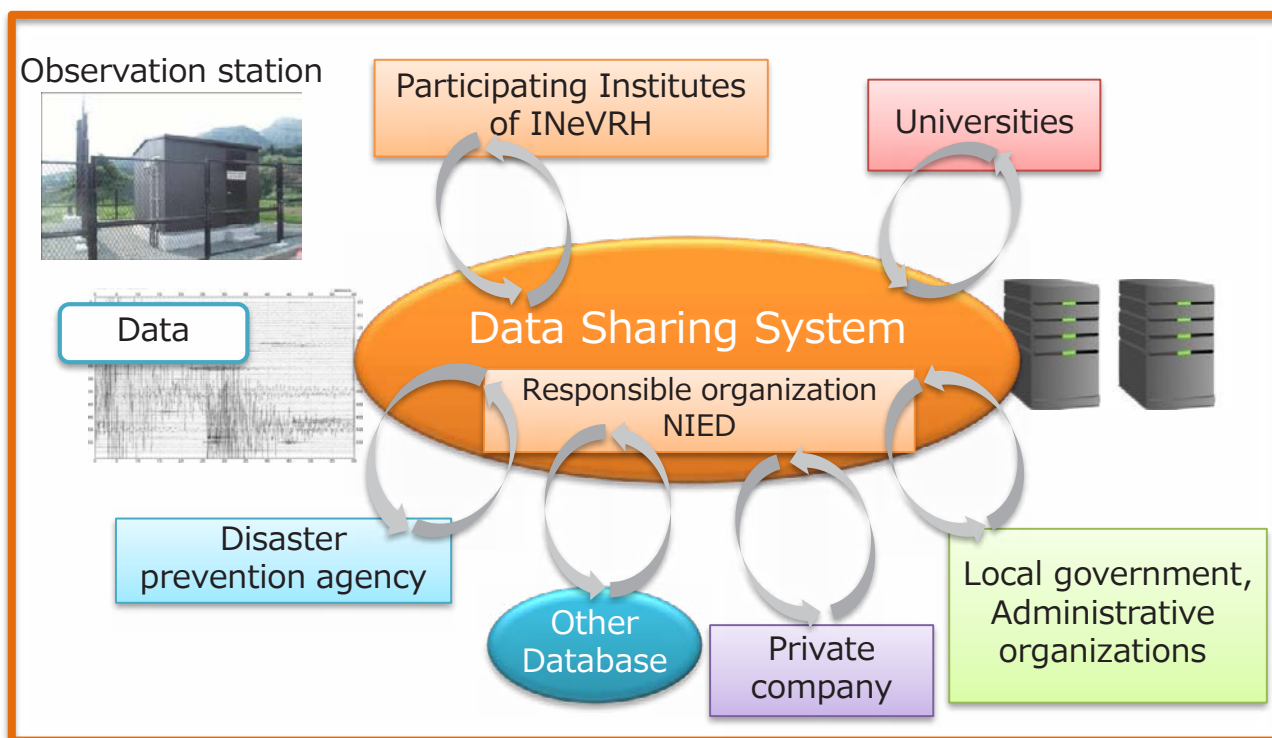 Observation station
Participating Institutes
of INeVRH
Universities
Data
Data Sharing System
Responsible organization
NIED
Disaster
prevention agency
Other
Database
Private
company
Local government,
Administrative
organizations